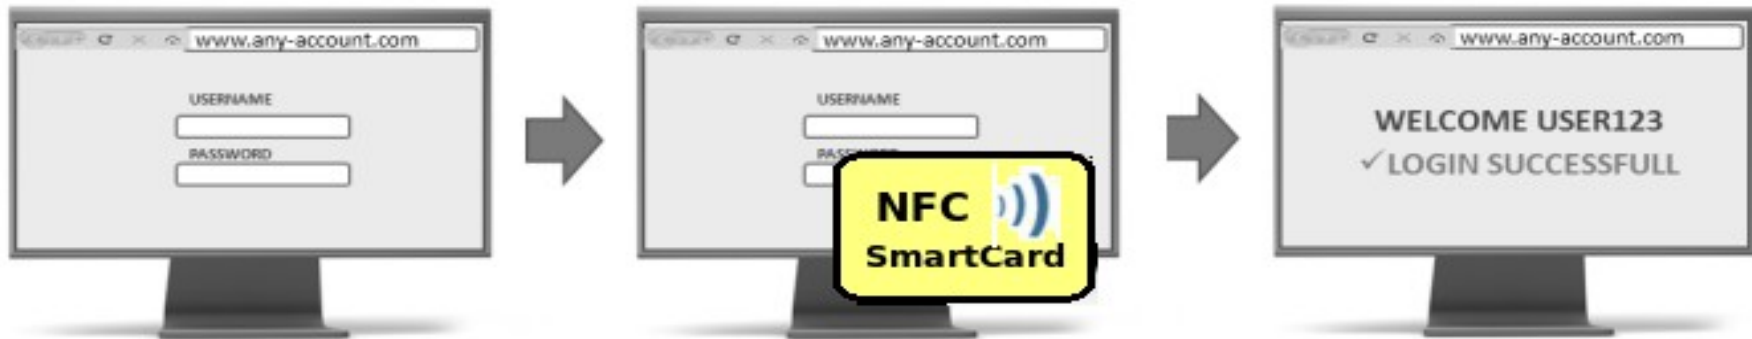 www.any-account.com
USERNAME
PASSWORD
www.any-account.com
USERNAME
NFC
SmartCard
www.any-account.com
WELCOME USER123
✓LOGIN SUCCESSFULL